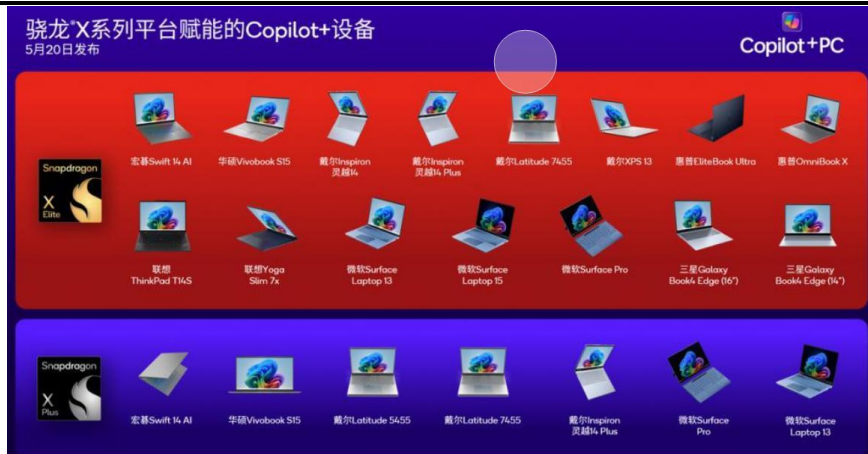 骁龙®X系列平台赋能的Copilot+设备
5月20日发布
Copilot+PC
Snapdragon
X
Elite
宏碁Swift 14 AI
华硕Vivobook S15
戴尔Inspiron
灵越14
戴尔Inspiron
灵越14 Plus
戴尔Latitude 7455
戴尔XPS 13
惠普EliteBook Ultra
惠普OmniBook X
联想
ThinkPad T14S
联想Yoga
Slim 7x
微软Surface
Laptop 13
微软Surface
Laptop 15
微软Surface Pro
三星Galaxy
Book4 Edge (16")
三星Galaxy
Book4 Edge (14")
Snapdragon
X
Plus
宏碁Swift 14 AI
华硕Vivobook S15
戴尔Latitude 5455
戴尔Latitude 7455
戴尔Inspiron
灵越14 Plus
微软Surface
Pro
微软Surface
Laptop 13